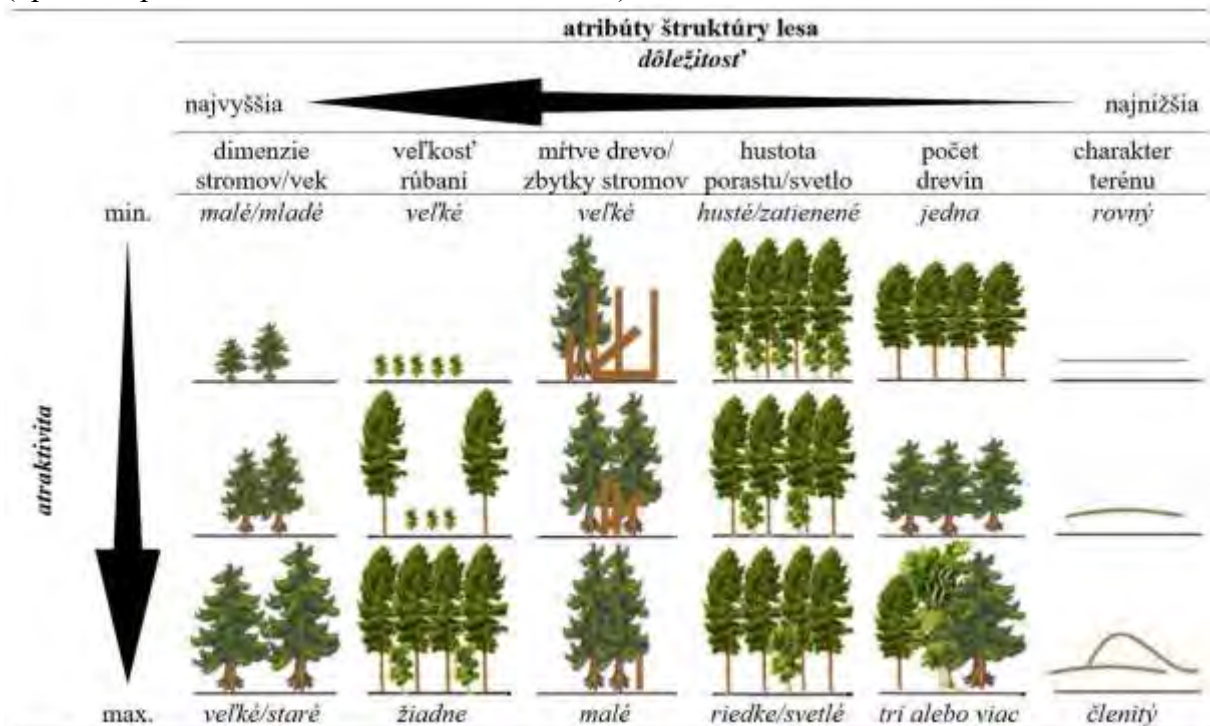 atribúty štruktúry lesa
dôležitosť
najvyššia najnižšia
dimenzie veľkosť mŕtve drevo/ hustota počet charakter
stromov/vek rúbaní zbytky stromov porastu/svetlo drevín terénu
min. malé/mladé veľké veľké husté/zatienené jedna rovný
atraktivita
max. veľké/staré žiadne malé riedke/svetlé tri alebo viac členitý